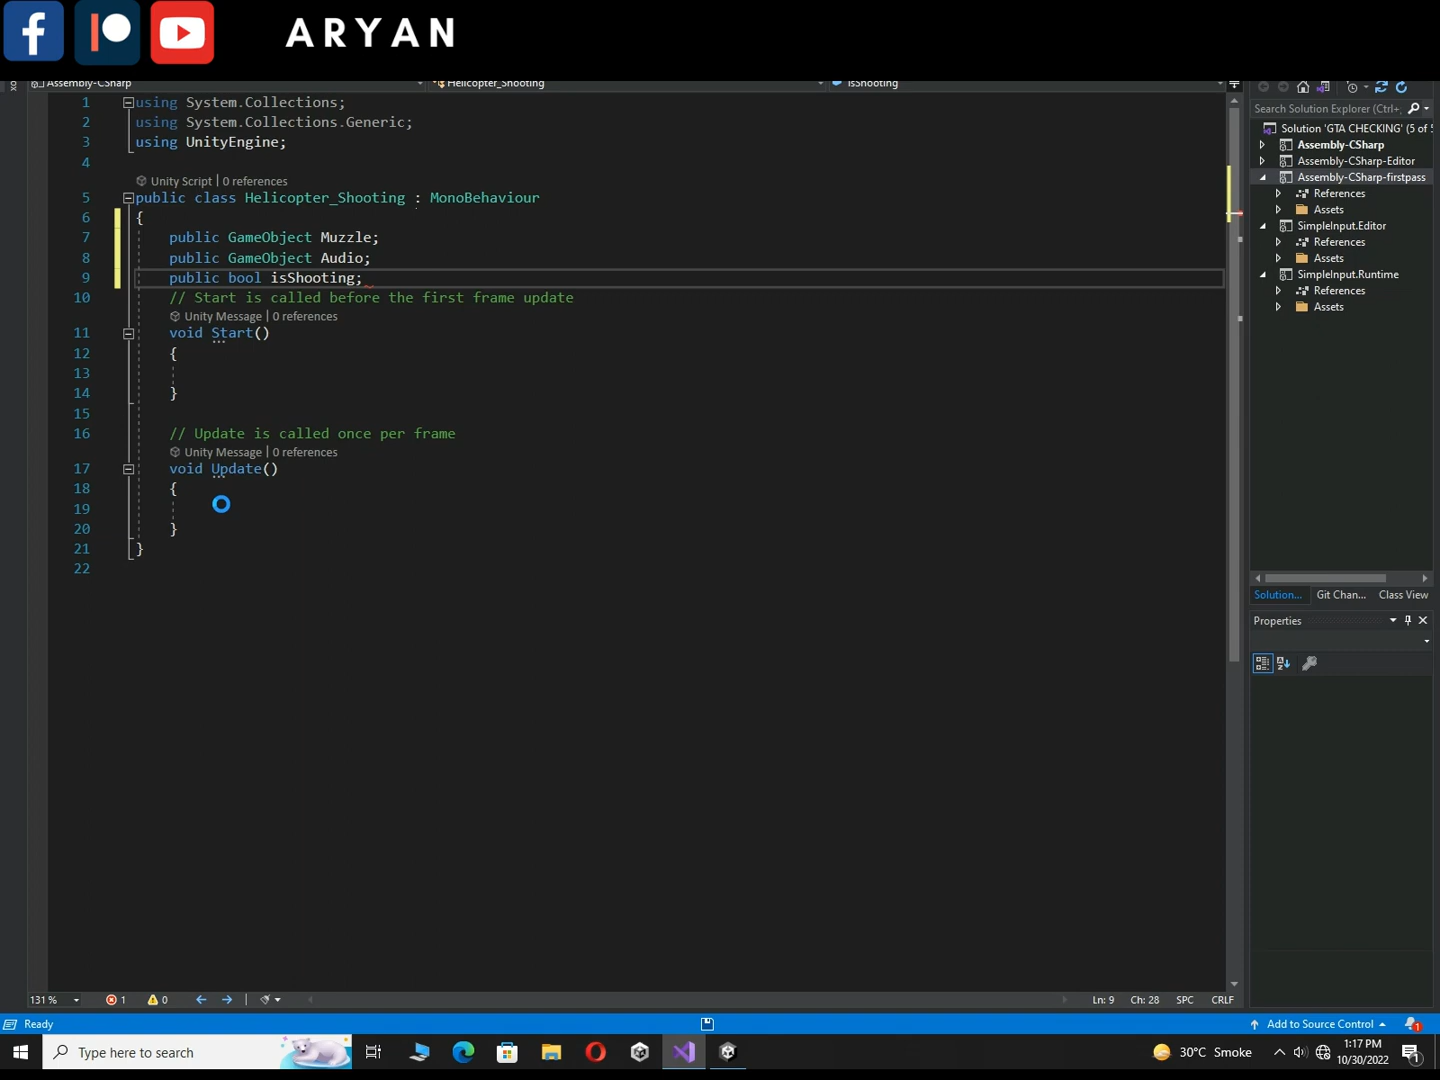 ARYAN
Assembly-CSharp
Helicopter_Shooting
isShooting
1 using System.Collections;
2 using System.Collections.Generic;
3 using UnityEngine;
4
Unity Script | 0 references
5 public class Helicopter_Shooting : MonoBehaviour
6 {
7 public GameObject Muzzle;
8 public GameObject Audio;
9 public bool isShooting;
10 // Start is called before the first frame update
Unity Message | 0 references
11 void Start()
12 {
13
14 }
15
16 // Update is called once per frame
Unity Message | 0 references
17 void Update()
18 {
19
20 }
21 }
22
Search Solution Explorer (Ctrl+,
Solution 'GTA CHECKING' (5 of 5
Assembly-CSharp
Assembly-CSharp-Editor
Assembly-CSharp-firstpass
References
Assets
SimpleInput.Editor
References
Assets
SimpleInput.Runtime
References
Assets
Solution... Git Chan... Class View
Properties
131 % 1 0 Ln: 9 Ch: 28 SPC CRLF
Ready Add to Source Control 1
Type here to search 30°C Smoke 1:17 PM 1
10/30/2022